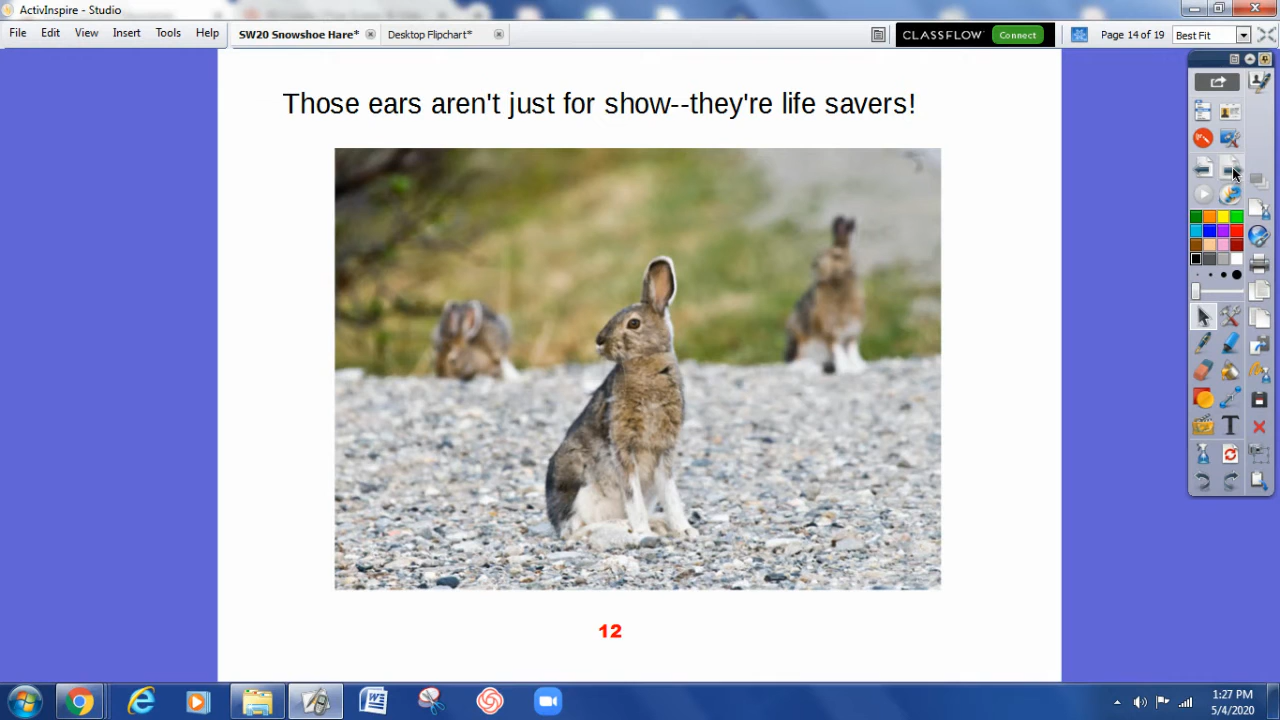 ActivInspire - Studio
File Edit View Insert Tools Help
SW20 Snowshoe Hare*
Desktop Flipchart*
CLASSFLOW Connect
Page 14 of 19
Best Fit
Those ears aren't just for show--they're life savers!
12
1:27 PM
5/4/2020